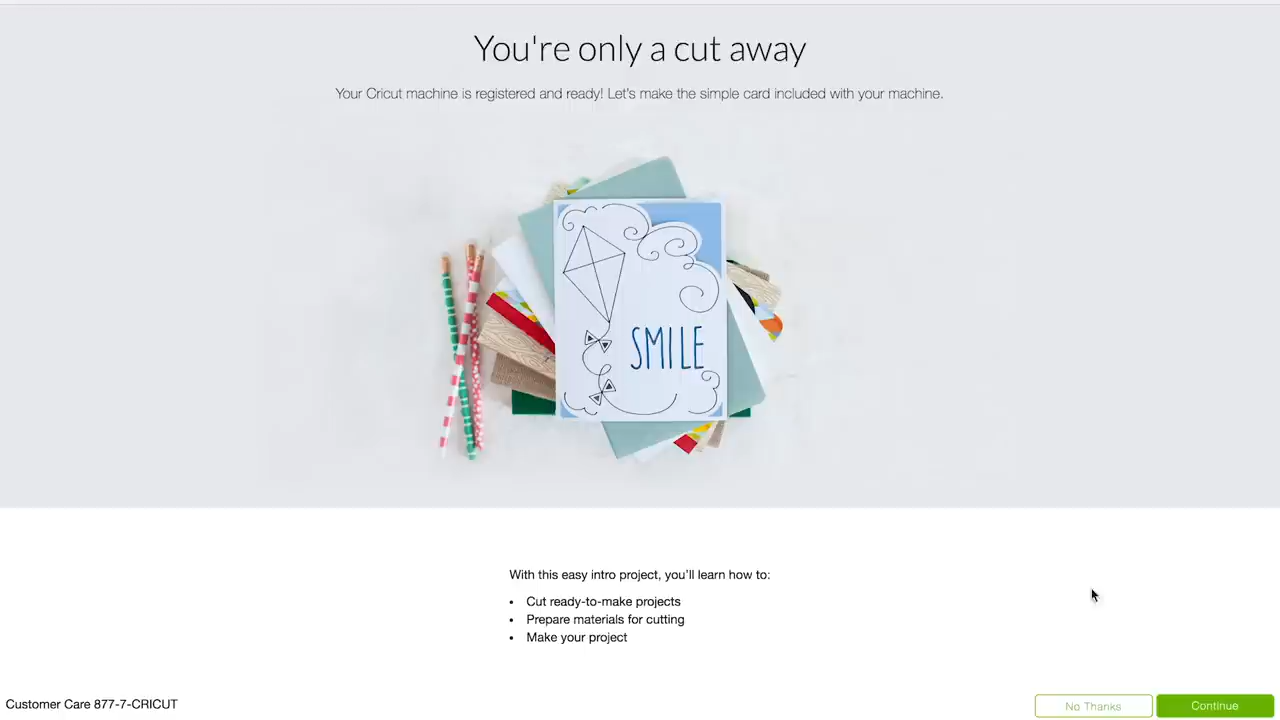 You're only a cut away
Your Cricut machine is registered and ready! Let's make the simple card included with your machine.
SMILE
With this easy intro project, you'll learn how to:
• Cut ready-to-make projects
• Prepare materials for cutting
• Make your project
Customer Care 877-7-CRICUT
No Thanks
Continue